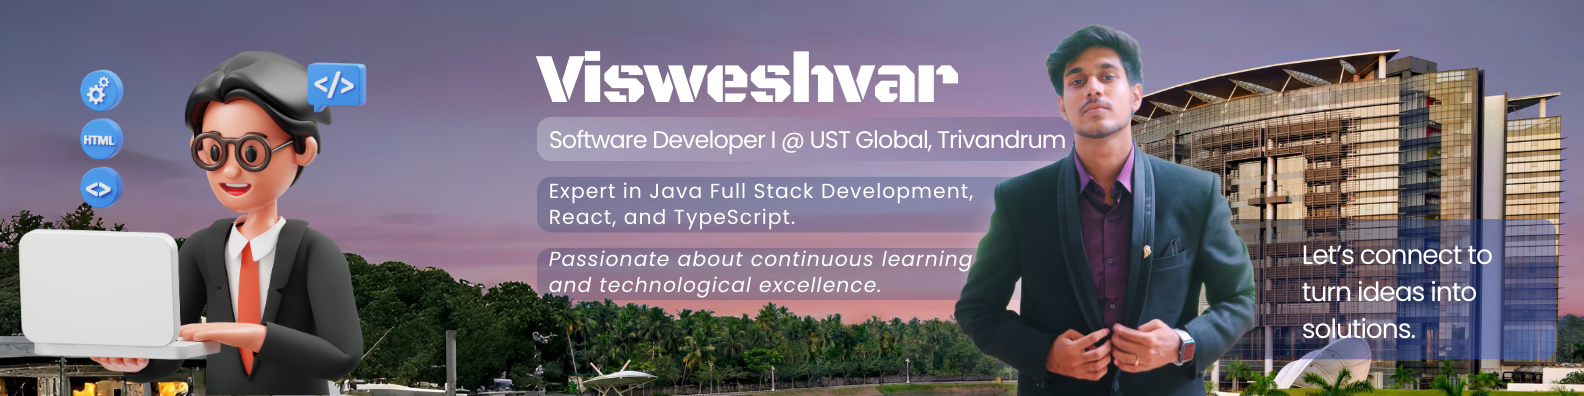 </>
HTML
<>
Visweshvar
Software Developer I @ UST Global, Trivandrum
Expert in Java Full Stack Development,
React, and TypeScript.
Passionate about continuous learning
and technological excellence.
Let’s connect to
turn ideas into
solutions.